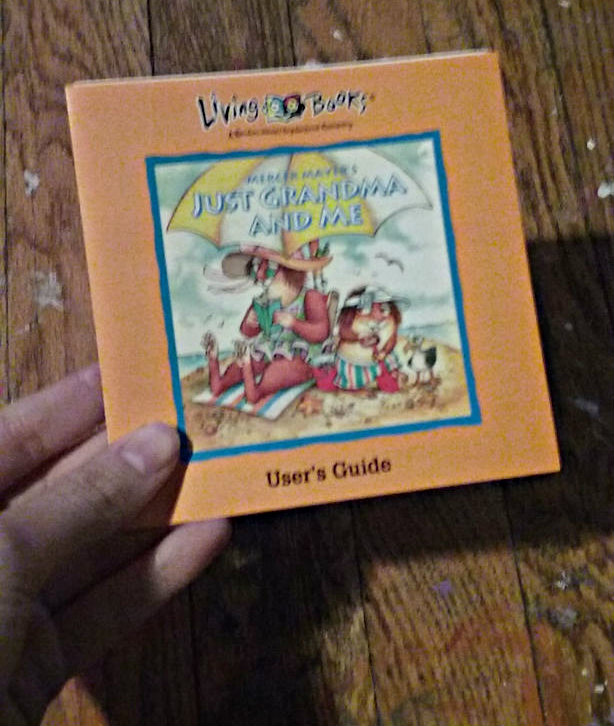 Living Books
MERCER MAYER'S
JUST GRANDMA
AND ME
User's Guide